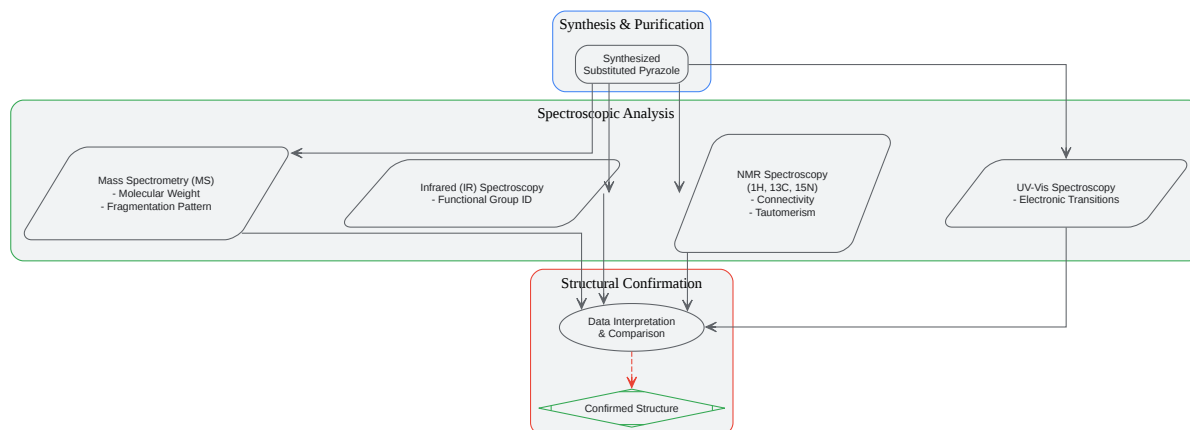 Synthesis & Purification
Synthesized
Substituted Pyrazole
Spectroscopic Analysis
Mass Spectrometry (MS)
- Molecular Weight
- Fragmentation Pattern
Infrared (IR) Spectroscopy
- Functional Group ID
NMR Spectroscopy
(1H, 13C, 15N)
- Connectivity
- Tautomerism
UV-Vis Spectroscopy
- Electronic Transitions
Structural Confirmation
Data Interpretation
& Comparison
Confirmed Structure